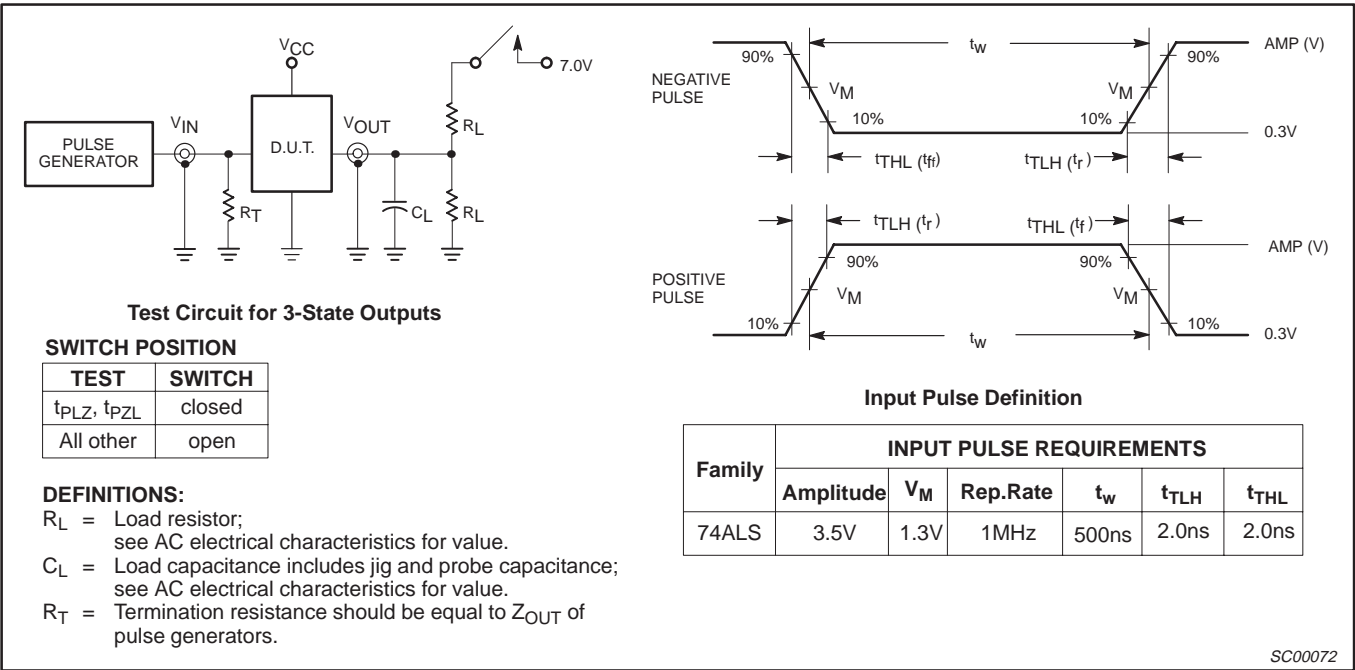 VCC
7.0V
RL
VIN
VOUT
PULSE
GENERATOR
D.U.T.
RT
CL
RL
Test Circuit for 3-State Outputs
SWITCH POSITION
TEST SWITCH
tPLZ, tPZL closed
All other open
DEFINITIONS:
RL = Load resistor;
see AC electrical characteristics for value.
CL = Load capacitance includes jig and probe capacitance;
see AC electrical characteristics for value.
RT = Termination resistance should be equal to ZOUT of
pulse generators.
NEGATIVE
PULSE
90% tw 90% AMP (V)
VM VM
10% 10% 0.3V
tTHL (tff) tTLH (tr)
tTLH (tr) tTHL (tf)
AMP (V)
POSITIVE
PULSE
90% 90%
VM VM
10% tw 10% 0.3V
Input Pulse Definition
Family INPUT PULSE REQUIREMENTS
Amplitude VM Rep.Rate tw tTLH tTHL
74ALS 3.5V 1.3V 1MHz 500ns 2.0ns 2.0ns
SC00072